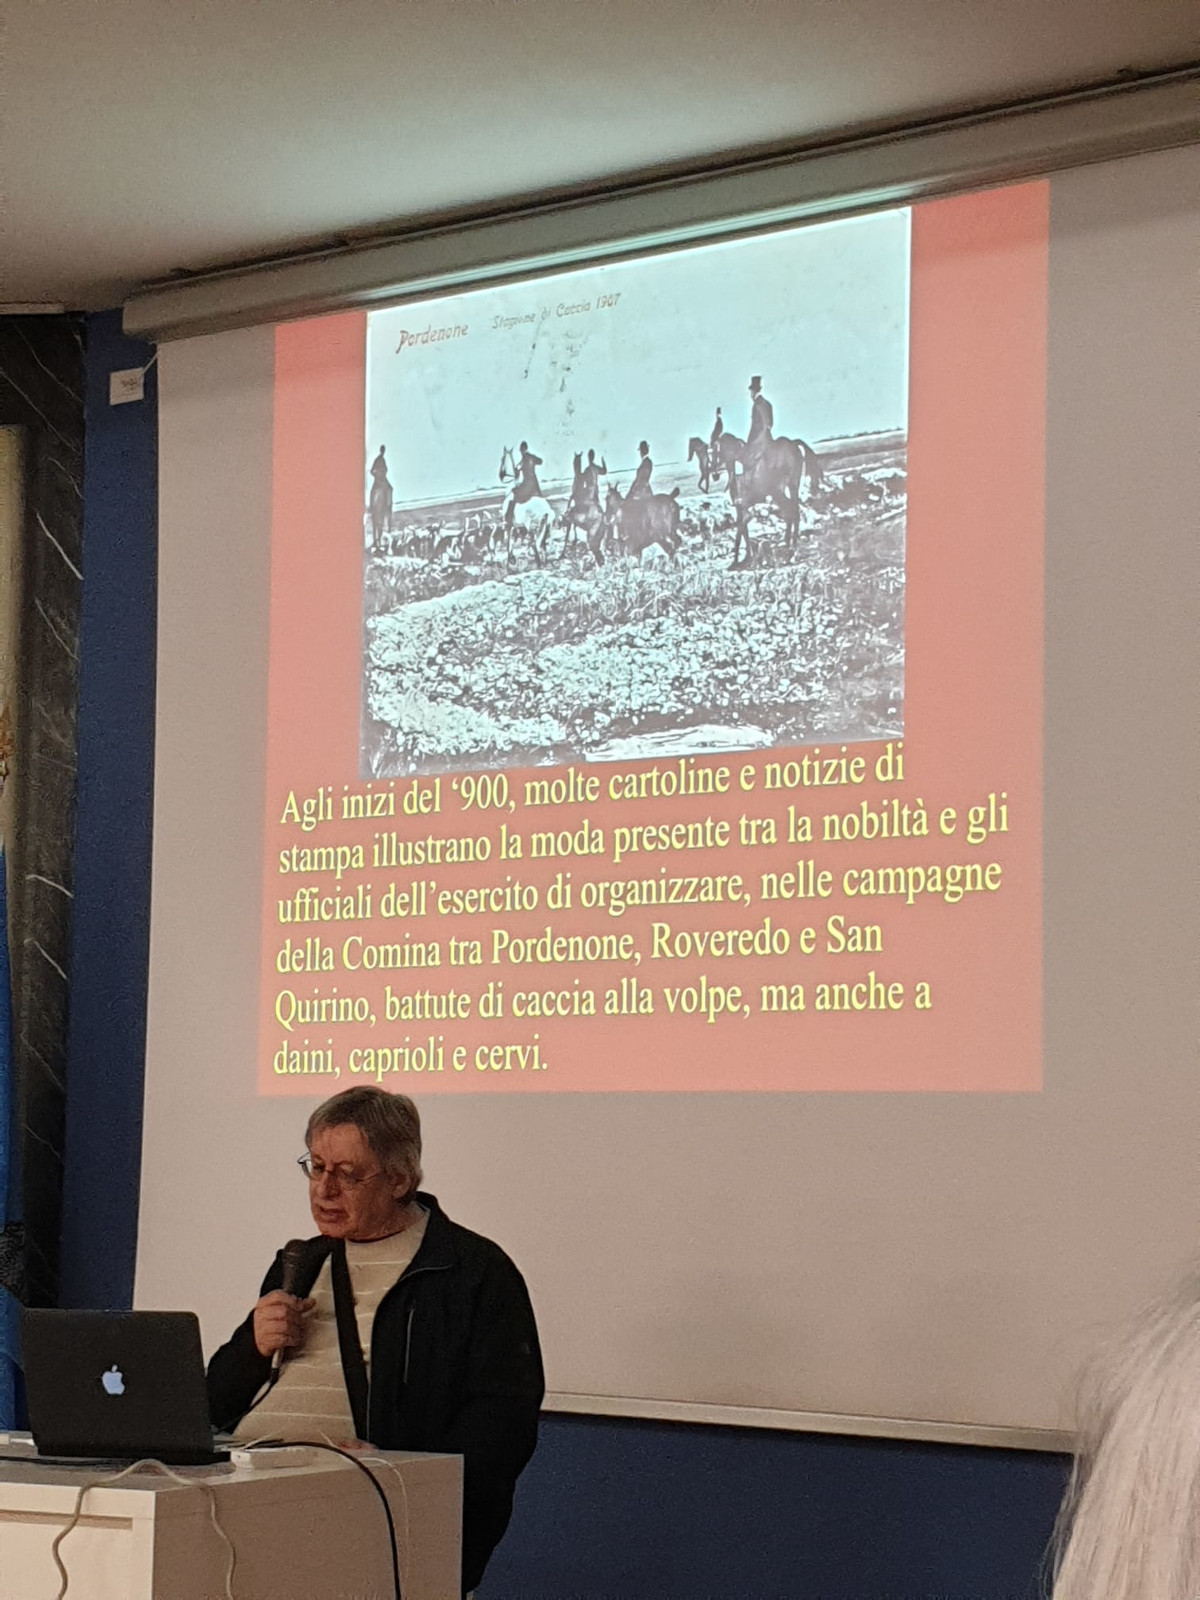 Pordenone Stagione di Caccia 1907
Agli inizi del ‘900, molte cartoline e notizie di
stampa illustrano la moda presente tra la nobiltà e gli
ufficiali dell’esercito di organizzare, nelle campagne
della Comina tra Pordenone, Roveredo e San
Quirino, battute di caccia alla volpe, ma anche a
daini, caprioli e cervi.